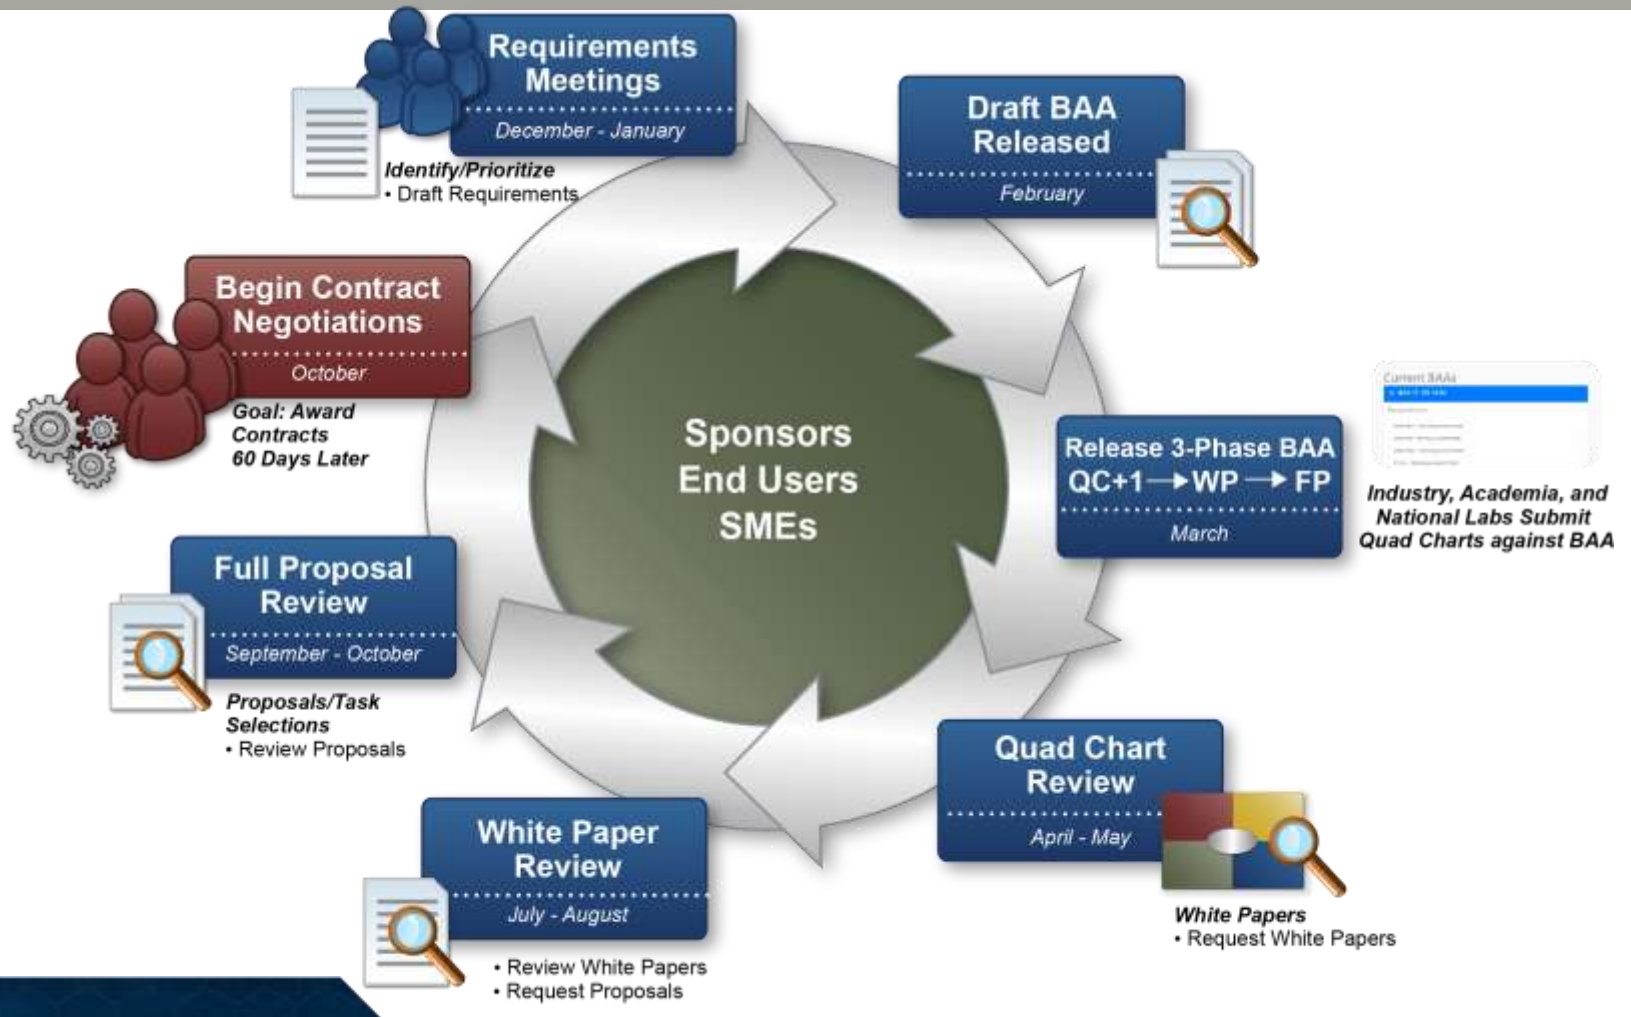 Requirements
Meetings
December - January
Identify/Prioritize
• Draft Requirements
Draft BAA
Released
February
Release 3-Phase BAA
QC+1→WP→FP
March
Current BAAs
Industry, Academia, and
National Labs Submit
Quad Charts against BAA
Quad Chart
Review
April - May
White Papers
• Request White Papers
White Paper
Review
July - August
• Review White Papers
• Request Proposals
Full Proposal
Review
September - October
Proposals/Task
Selections
• Review Proposals
Begin Contract
Negotiations
October
Goal: Award
Contracts
60 Days Later
Sponsors
End Users
SMEs